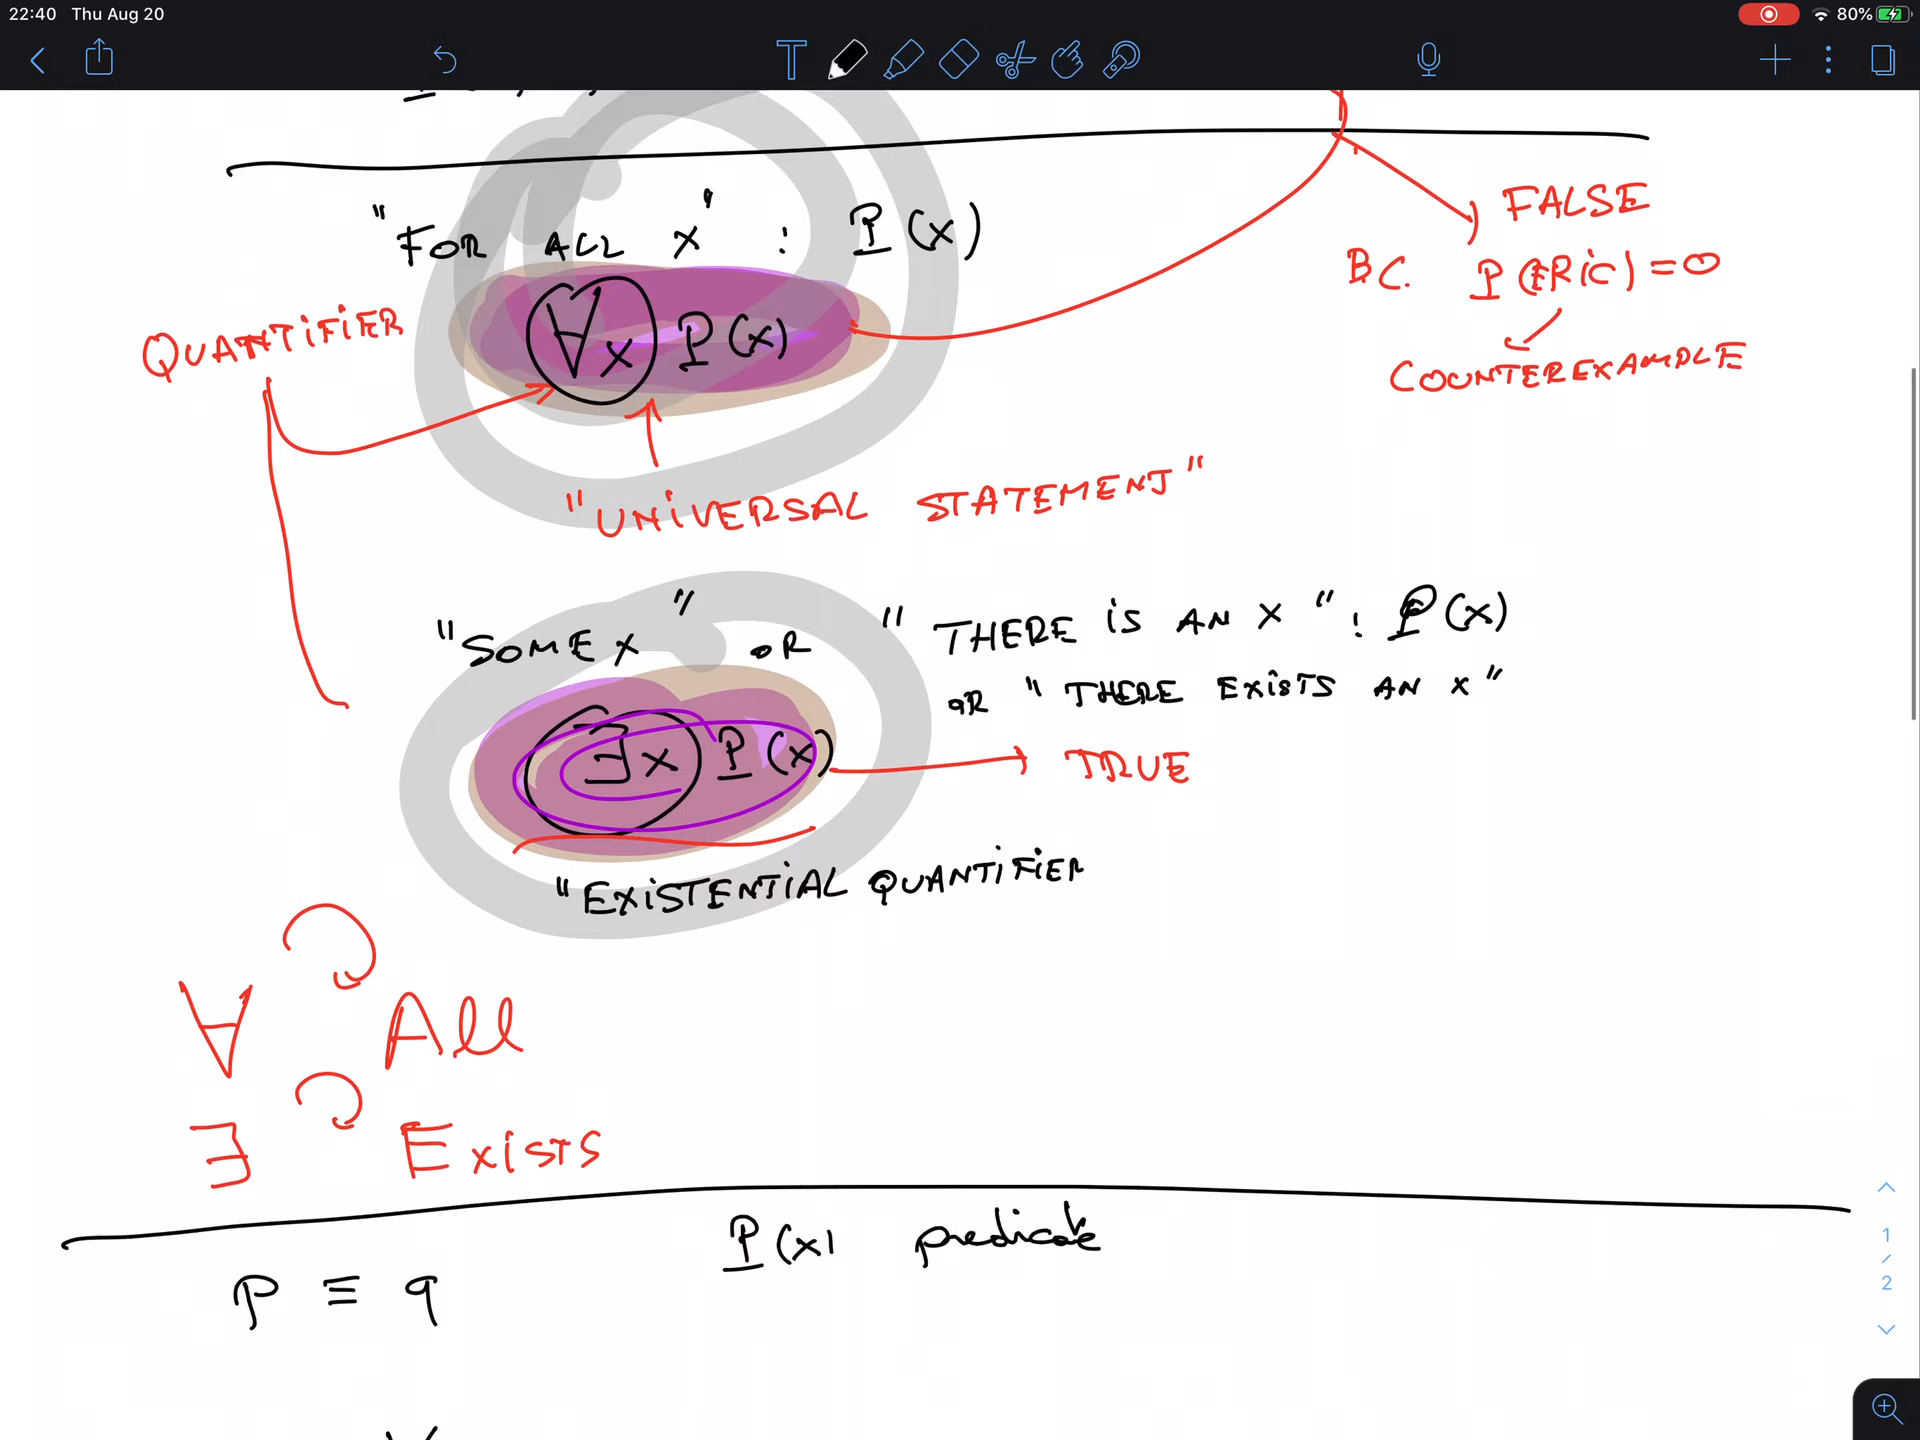 22:40 Thu Aug 20
80%
"FOR ALL X" : P(x)
FALSE
B.C. P(ERIC) = 0
COUNTEREXAMPLE
QUANTIFIER
∀x P(x)
"UNIVERSAL STATEMENT"
"SOME X" OR "THERE IS AN X" : P(x)
OR "THERE EXISTS AN X"
∃x P(x)
TRUE
"EXISTENTIAL QUANTIFIER
∀ All
∃ Exists
P(x) predicate
P ≡ q
1
/
2